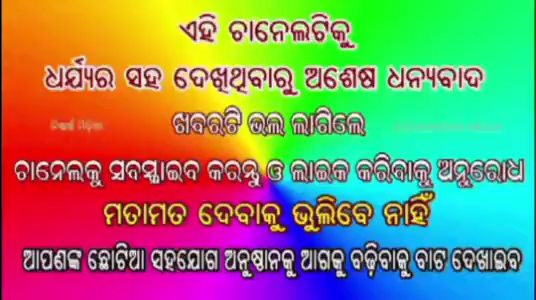 ଏହି ଚାନେଲଟିକୁ
ଧର୍ଯ୍ୟର ସହ ଦେଖିଥିବାରୁ ଅଶେଷ ଧନ୍ୟବାଦ
ଖବରଟି ଭଲ ଲାଗିଲେ
ଚାନେଲକୁ ସବସ୍କ୍ରାଇବ କରନ୍ତୁ ଓ ଲାଇକ କରିବାକୁ ଅନୁରୋଧ
ମତାମତ ଦେବାକୁ ଭୁଲିବେ ନାହିଁ
ଆପଣଙ୍କ ଛୋଟିଆ ସହଯୋଗ ଅନୁଷ୍ଠାନକୁ ଆଗକୁ ବଢ଼ିବାକୁ ବାଟ ଦେଖାଇବ